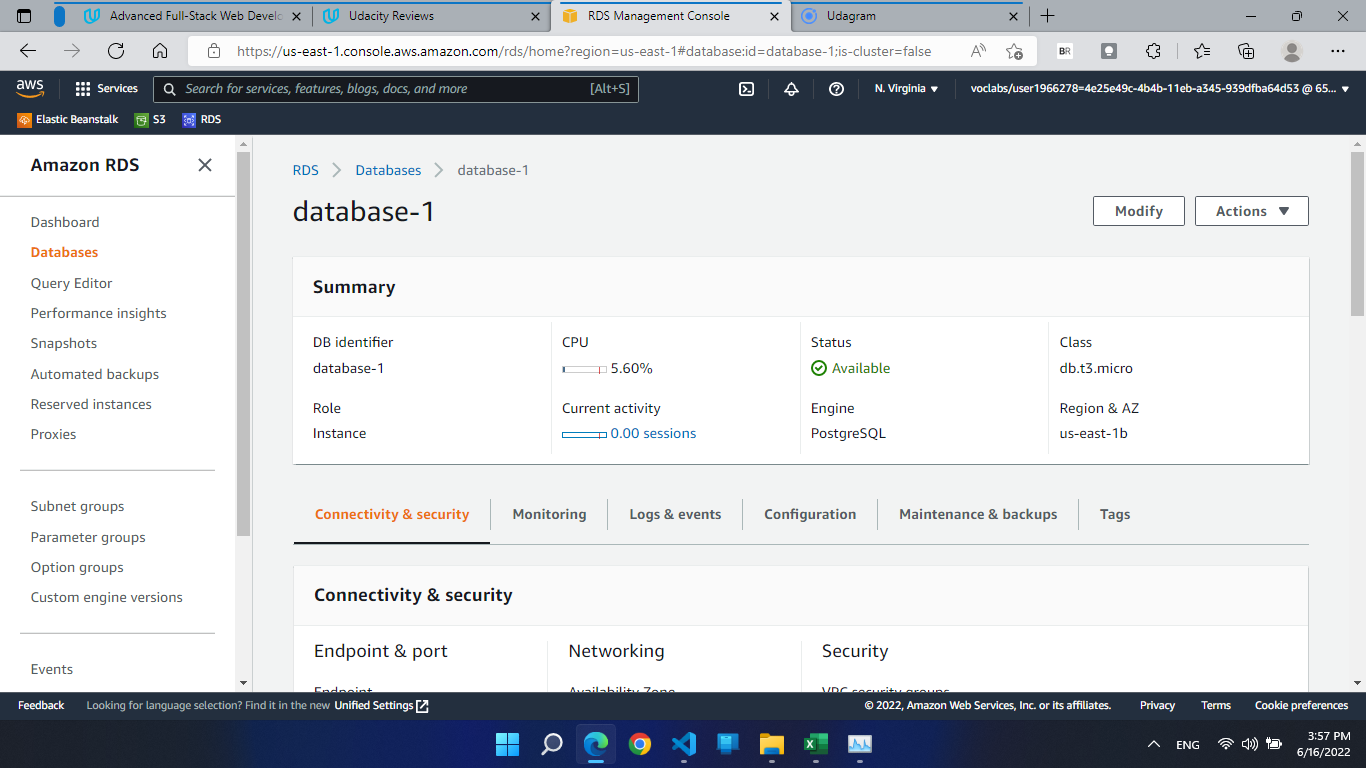 Advanced Full-Stack Web Develo
Udacity Reviews
RDS Management Console
Udagram
https://us-east-1.console.aws.amazon.com/rds/home?region=us-east-1#database:id=database-1;is-cluster=false
BR
aws
Services
Search for services, features, blogs, docs, and more
[Alt+S]
N. Virginia
voclabs/user1966278=4e25e49c-4b4b-11eb-a345-939dfba64d53 @ 65...
Elastic Beanstalk
S3
RDS
Amazon RDS
Dashboard
Databases
Query Editor
Performance insights
Snapshots
Automated backups
Reserved instances
Proxies
Subnet groups
Parameter groups
Option groups
Custom engine versions
Events
RDS
Databases
database-1
database-1
Modify
Actions
Summary
DB identifier
database-1
CPU
5.60%
Status
Available
Class
db.t3.micro
Role
Instance
Current activity
0.00 sessions
Engine
PostgreSQL
Region & AZ
us-east-1b
Connectivity & security
Monitoring
Logs & events
Configuration
Maintenance & backups
Tags
Connectivity & security
Endpoint & port
Networking
Security
Endpoint
Availability Zone
VPC security groups
Feedback
Looking for language selection? Find it in the new Unified Settings
© 2022, Amazon Web Services, Inc. or its affiliates.
Privacy
Terms
Cookie preferences
ENG
3:57 PM
6/16/2022